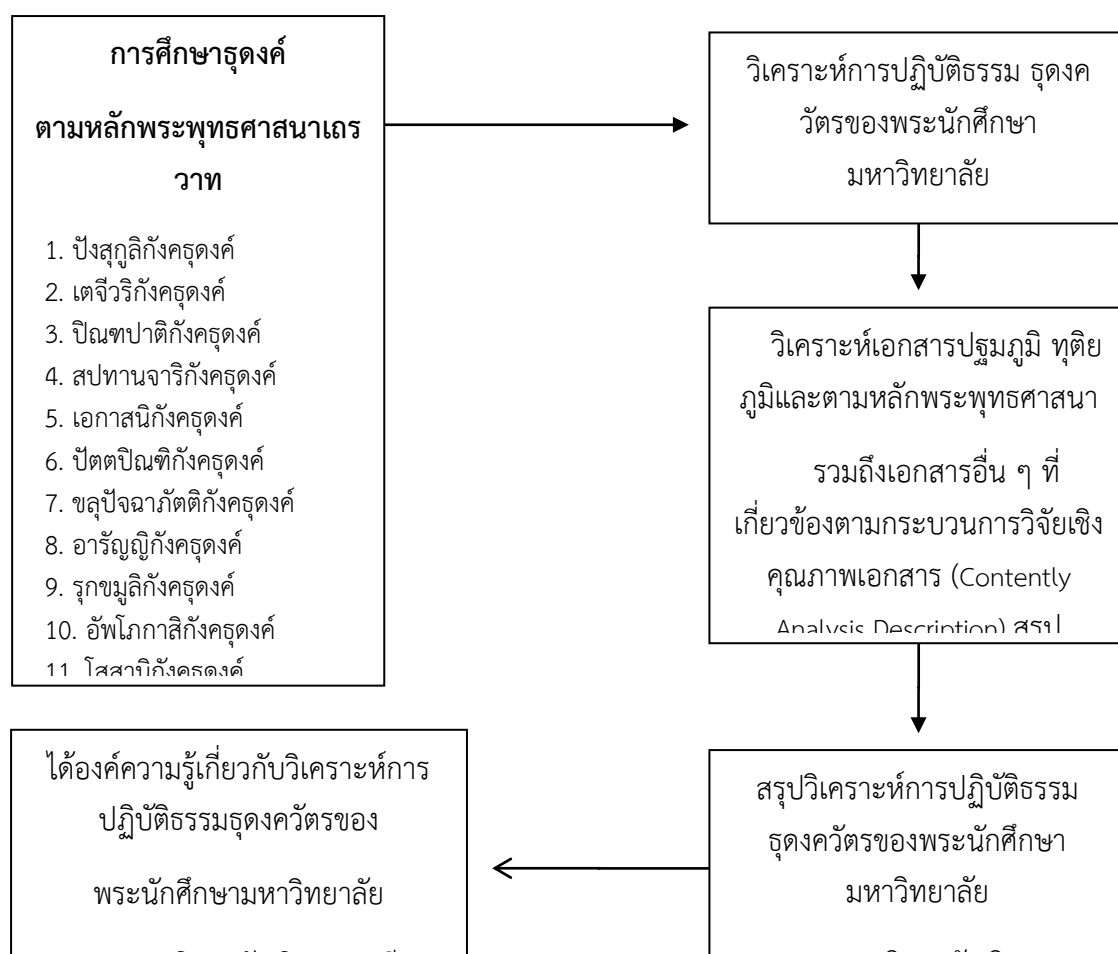 การศึกษาธุดงค์
ตามหลักพระพุทธศาสนาเถร
วาท
1. ปังสุกูลิกังคธุดงค์
2. เตจีวริกังคธุดงค์
3. ปิณฑปาติกังคธุดงค์
4. สปทานจาริกังคธุดงค์
5. เอกาสนิกังคธุดงค์
6. ปัตตปิณฑิกังคธุดงค์
7. ขลุปัจฉาภัตติกังคธุดงค์
8. อารัญญิกังคธุดงค์
9. รุกขมูลิกังคธุดงค์
10. อัพโภกาสิกังคธุดงค์
11. โสสานิกังคธุดงค์
วิเคราะห์การปฏิบัติธรรม ธุดงค
วัตรของพระนักศึกษา
มหาวิทยาลัย
วิเคราะห์เอกสารปฐมภูมิ ทุติย
ภูมิและตามหลักพระพุทธศาสนา
รวมถึงเอกสารอื่น ๆ ที่
เกี่ยวข้องตามกระบวนการวิจัยเชิง
คุณภาพเอกสาร (Contently
Analysis Description) สรุป
สรุปวิเคราะห์การปฏิบัติธรรม
ธุดงควัตรของพระนักศึกษา
มหาวิทยาลัย
ได้องค์ความรู้เกี่ยวกับวิเคราะห์การ
ปฏิบัติธรรมธุดงควัตรของ
พระนักศึกษามหาวิทยาลัย